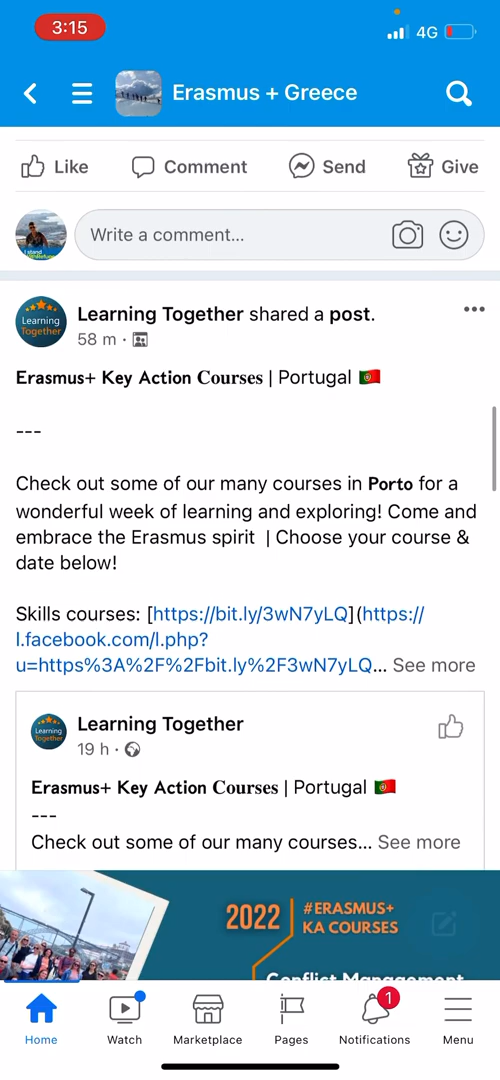 3:15
4G
Erasmus + Greece
Like
Comment
Send
Give
Write a comment...
Learning Together shared a post.
58 m ·
Erasmus+ Key Action Courses | Portugal 🇵🇹
---
Check out some of our many courses in Porto for a
wonderful week of learning and exploring! Come and
embrace the Erasmus spirit | Choose your course &
date below!
Skills courses: [https://bit.ly/3wN7yLQ](https://
l.facebook.com/l.php?
u=https%3A%2F%2Fbit.ly%2F3wN7yLQ... See more
Learning Together
Learning Together
19 h ·
Erasmus+ Key Action Courses | Portugal 🇵🇹
---
Check out some of our many courses... See more
2022
#ERASMUS+
KA COURSES
Conflict Management
1
Home
Watch
Marketplace
Pages
Notifications
Menu